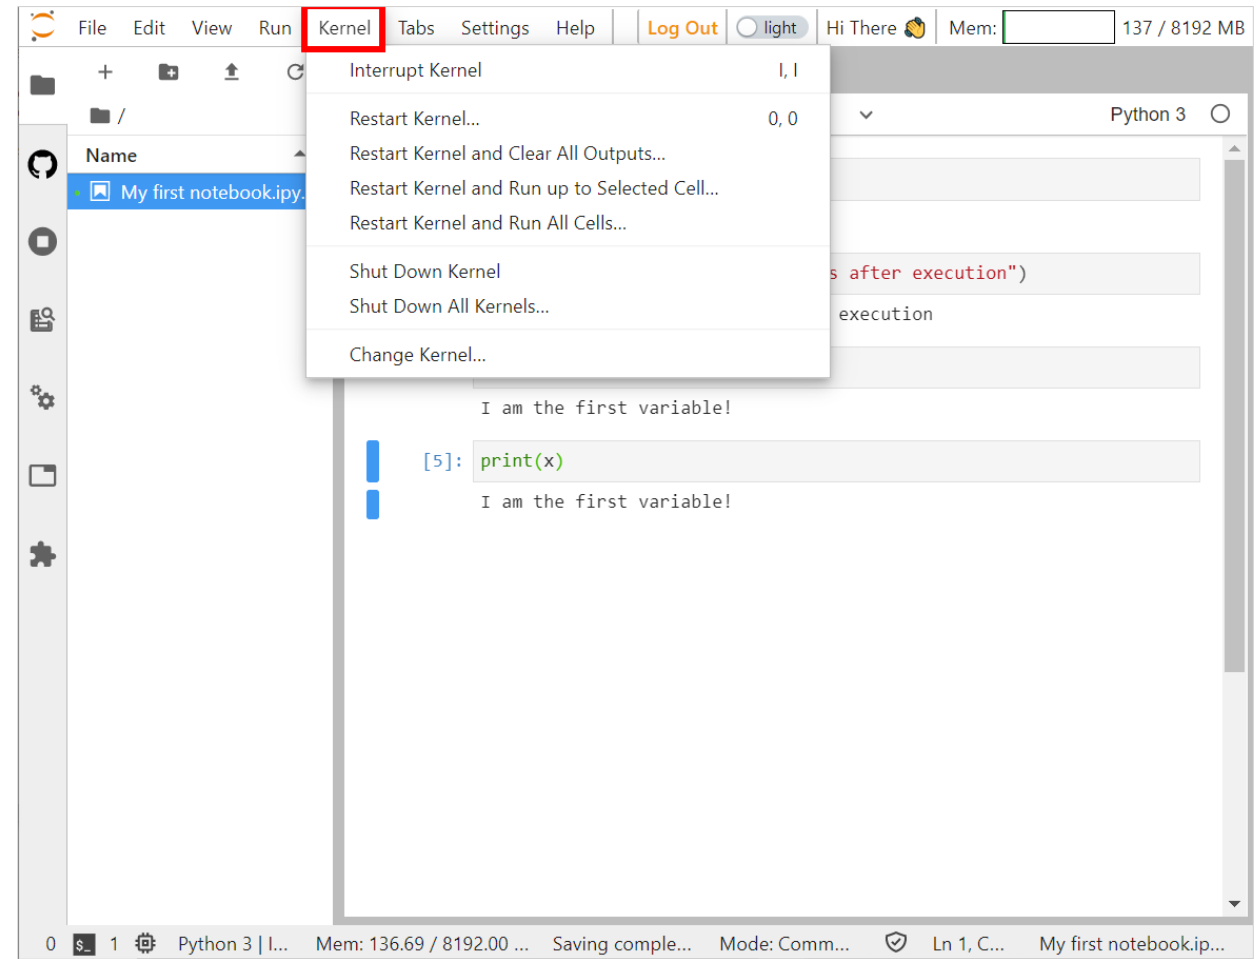 File Edit View Run Kernel Tabs Settings Help Log Out light Hi There Mem: 137 / 8192 MB
Interrupt Kernel I, I
Restart Kernel... 0, 0
Restart Kernel and Clear All Outputs...
Restart Kernel and Run up to Selected Cell...
Restart Kernel and Run All Cells...
Shut Down Kernel
Shut Down All Kernels...
Change Kernel...
/
Name
My first notebook.ipy.
Python 3
s after execution")
execution
I am the first variable!
[5]: print(x)
I am the first variable!
0 $_ 1 Python 3 | I... Mem: 136.69 / 8192.00 ... Saving comple... Mode: Comm... Ln 1, C... My first notebook.ip...